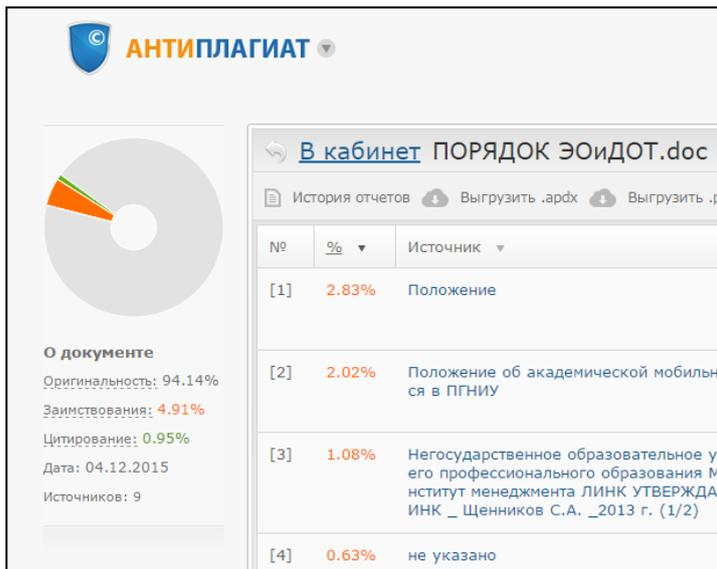 ©
АНТИПЛАГИАТ
В кабинет ПОРЯДОК ЭОиДОТ.doc
История отчетов Выгрузить .apdx Выгрузить .
№ % Источник
[1] 2.83% Положение
[2] 2.02% Положение об академической мобильн
ся в ПГНИУ
[3] 1.08% Негосударственное образовательное у
его профессионального образования М
нститут менеджмента ЛИНК УТВЕРЖДА
ИНК _ Щенников С.А. _2013 г. (1/2)
[4] 0.63% не указано
О документе
Оригинальность: 94.14%
Заимствования: 4.91%
Цитирование: 0.95%
Дата: 04.12.2015
Источников: 9